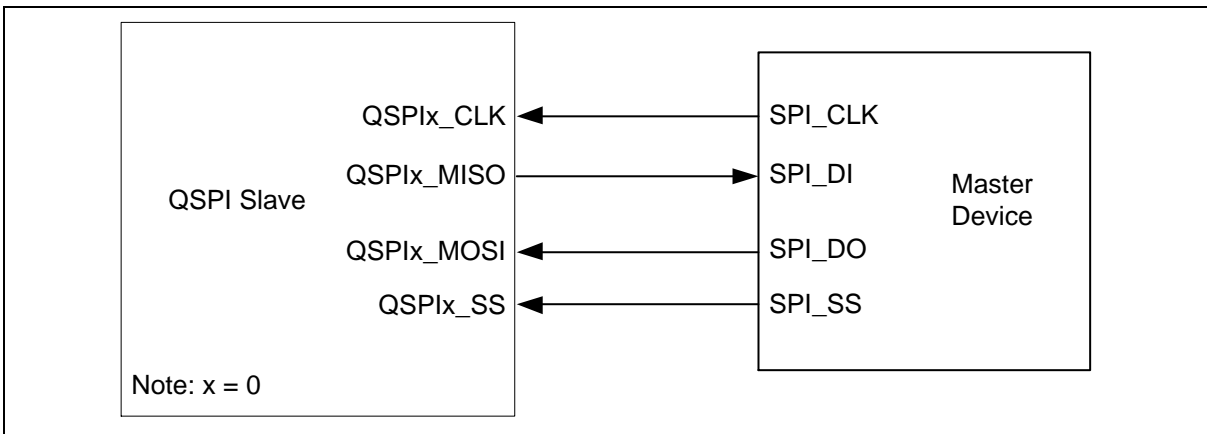 QSPIx_CLK
QSPIx_MISO
QSPI Slave
QSPIx_MOSI
QSPIx_SS
Note: x = 0
SPI_CLK
SPI_DI
Master
Device
SPI_DO
SPI_SS